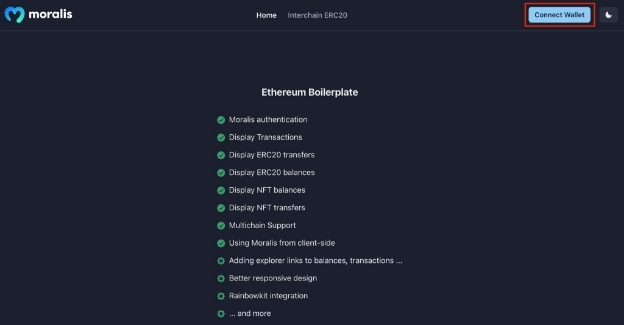 moralis
Home Interchain ERC20 Connect Wallet
Ethereum Boilerplate
Moralis authentication
Display Transactions
Display ERC20 transfers
Display ERC20 balances
Display NFT balances
Display NFT transfers
Multichain Support
Using Moralis from client-side
Adding explorer links to balances, transactions ...
Better responsive design
Rainbowkit integration
... and more